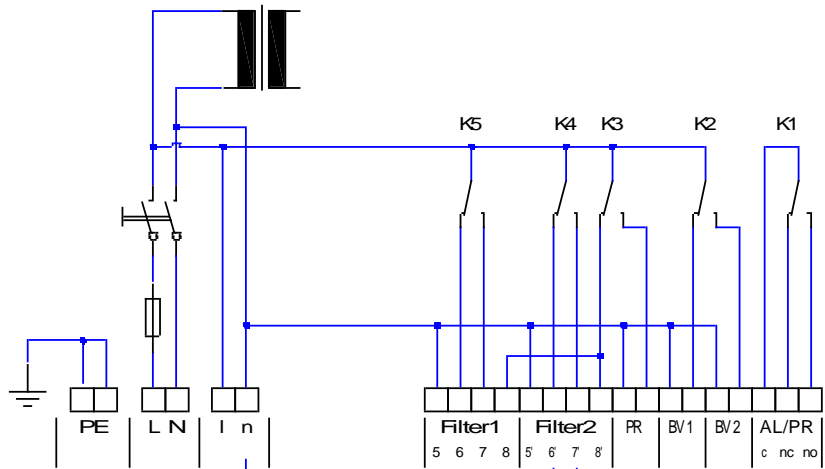 K5 K4 K3 K2 K1
PE L N l n Filter1 Filter2 PR BV1 BV2 AL/PR
5 6 7 8 5' 6' 7' 8' c nc no